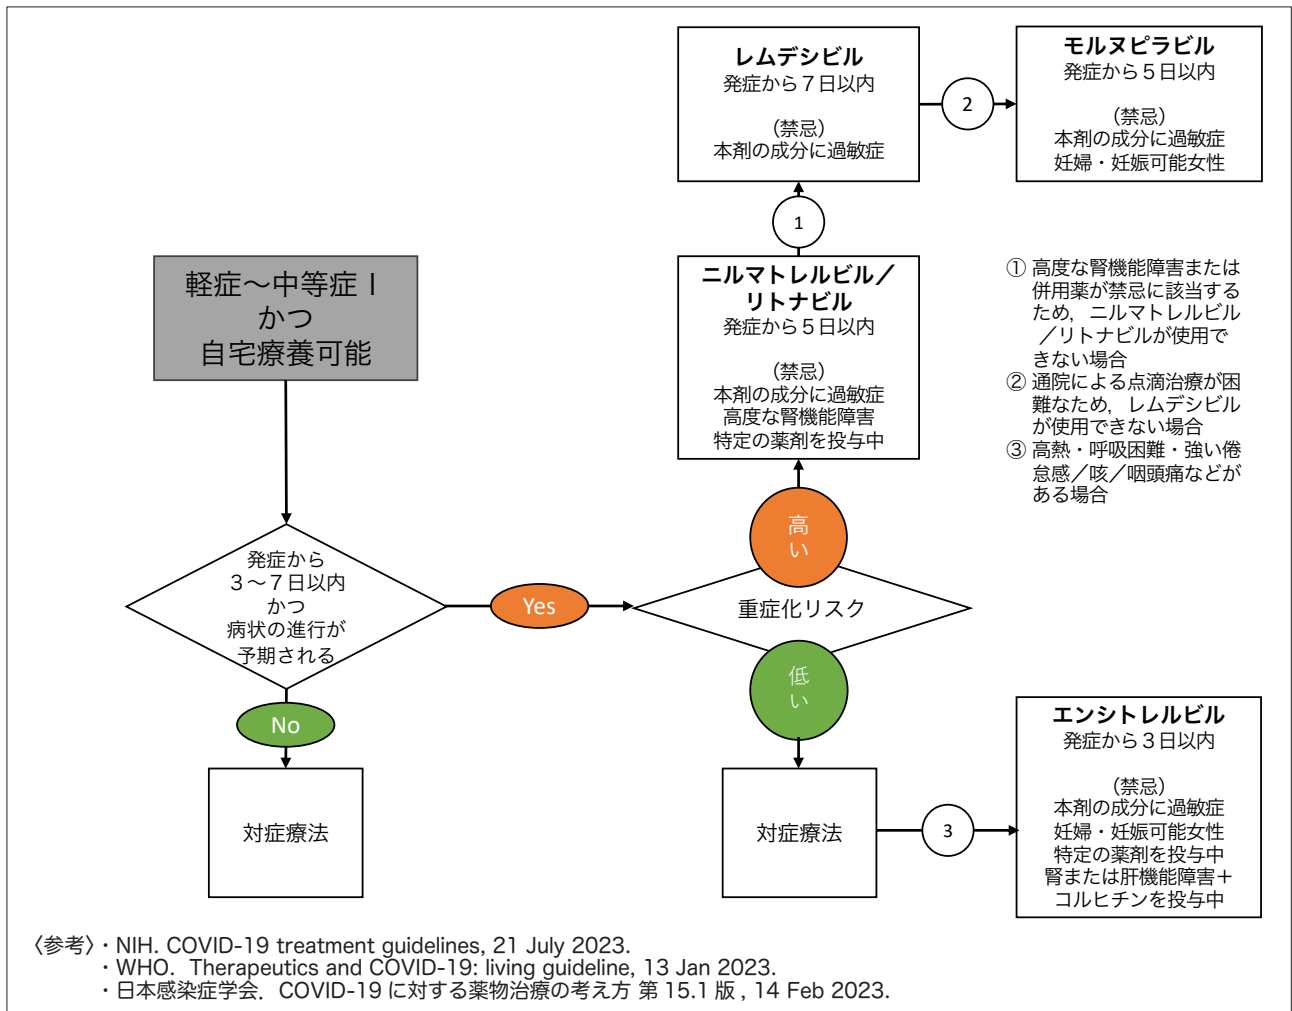 レムデシビル
発症から７日以内
（禁忌）
本剤の成分に過敏症
2
モルヌピラビル
発症から５日以内
（禁忌）
本剤の成分に過敏症
妊婦・妊娠可能女性
1
軽症〜中等症Ⅰ
かつ
自宅療養可能
ニルマトレルビル／
リトナビル
発症から５日以内
（禁忌）
本剤の成分に過敏症
高度な腎機能障害
特定の薬剤を投与中
① 高度な腎機能障害または
併用薬が禁忌に該当する
ため，ニルマトレルビル
／リトナビルが使用で
きない場合
② 通院による点滴治療が困
難なため，レムデシビル
が使用できない場合
③ 高熱・呼吸困難・強い倦
怠感／咳／咽頭痛などが
ある場合
発症から
３〜７日以内
かつ
病状の進行が
予期される
Yes
高
い
重症化リスク
低
い
No
対症療法
対症療法
3
エンシトレルビル
発症から３日以内
（禁忌）
本剤の成分に過敏症
妊婦・妊娠可能女性
特定の薬剤を投与中
腎または肝機能障害＋
コルヒチンを投与中
〈参考〉・NIH. COVID-19 treatment guidelines, 21 July 2023.
・WHO. Therapeutics and COVID-19: living guideline, 13 Jan 2023.
・日本感染症学会．COVID-19 に対する薬物治療の考え方 第 15.1 版 , 14 Feb 2023.